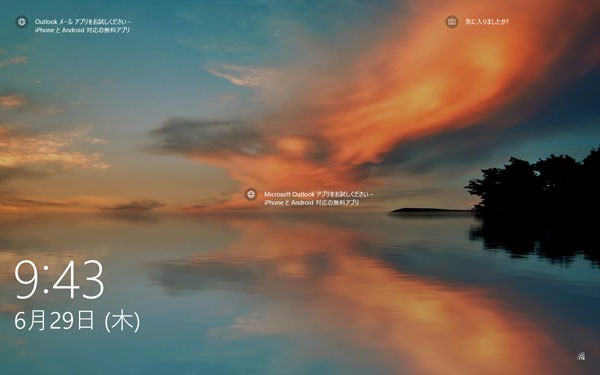 Outlook メール アプリをお試しください –
iPhone と Android 対応の無料アプリ
気に入りましたか?
Microsoft Outlook アプリをお試しください –
iPhone と Android 対応の無料アプリ
9:43
6月29日 (木)